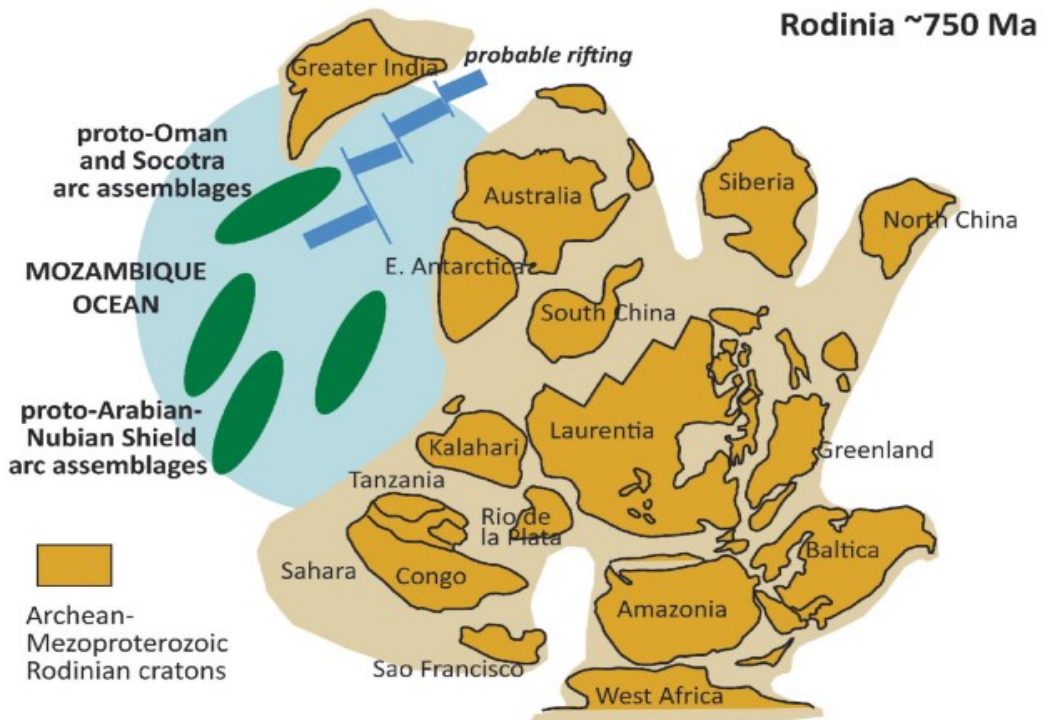 Rodinia ~750 Ma
Greater India
probable rifting
proto-Oman
and Socotra
arc assemblages
Australia
Siberia
North China
E. Antarctica
MOZAMBIQUE
OCEAN
South China
proto-Arabian-
Nubian Shield
arc assemblages
Kalahari
Laurentia
Greenland
Tanzania
Rio de
la Plata
Sahara
Congo
Baltica
Amazonia
Archean-
Mezoproterozoic
Rodinian cratons
Sao Francisco
West Africa